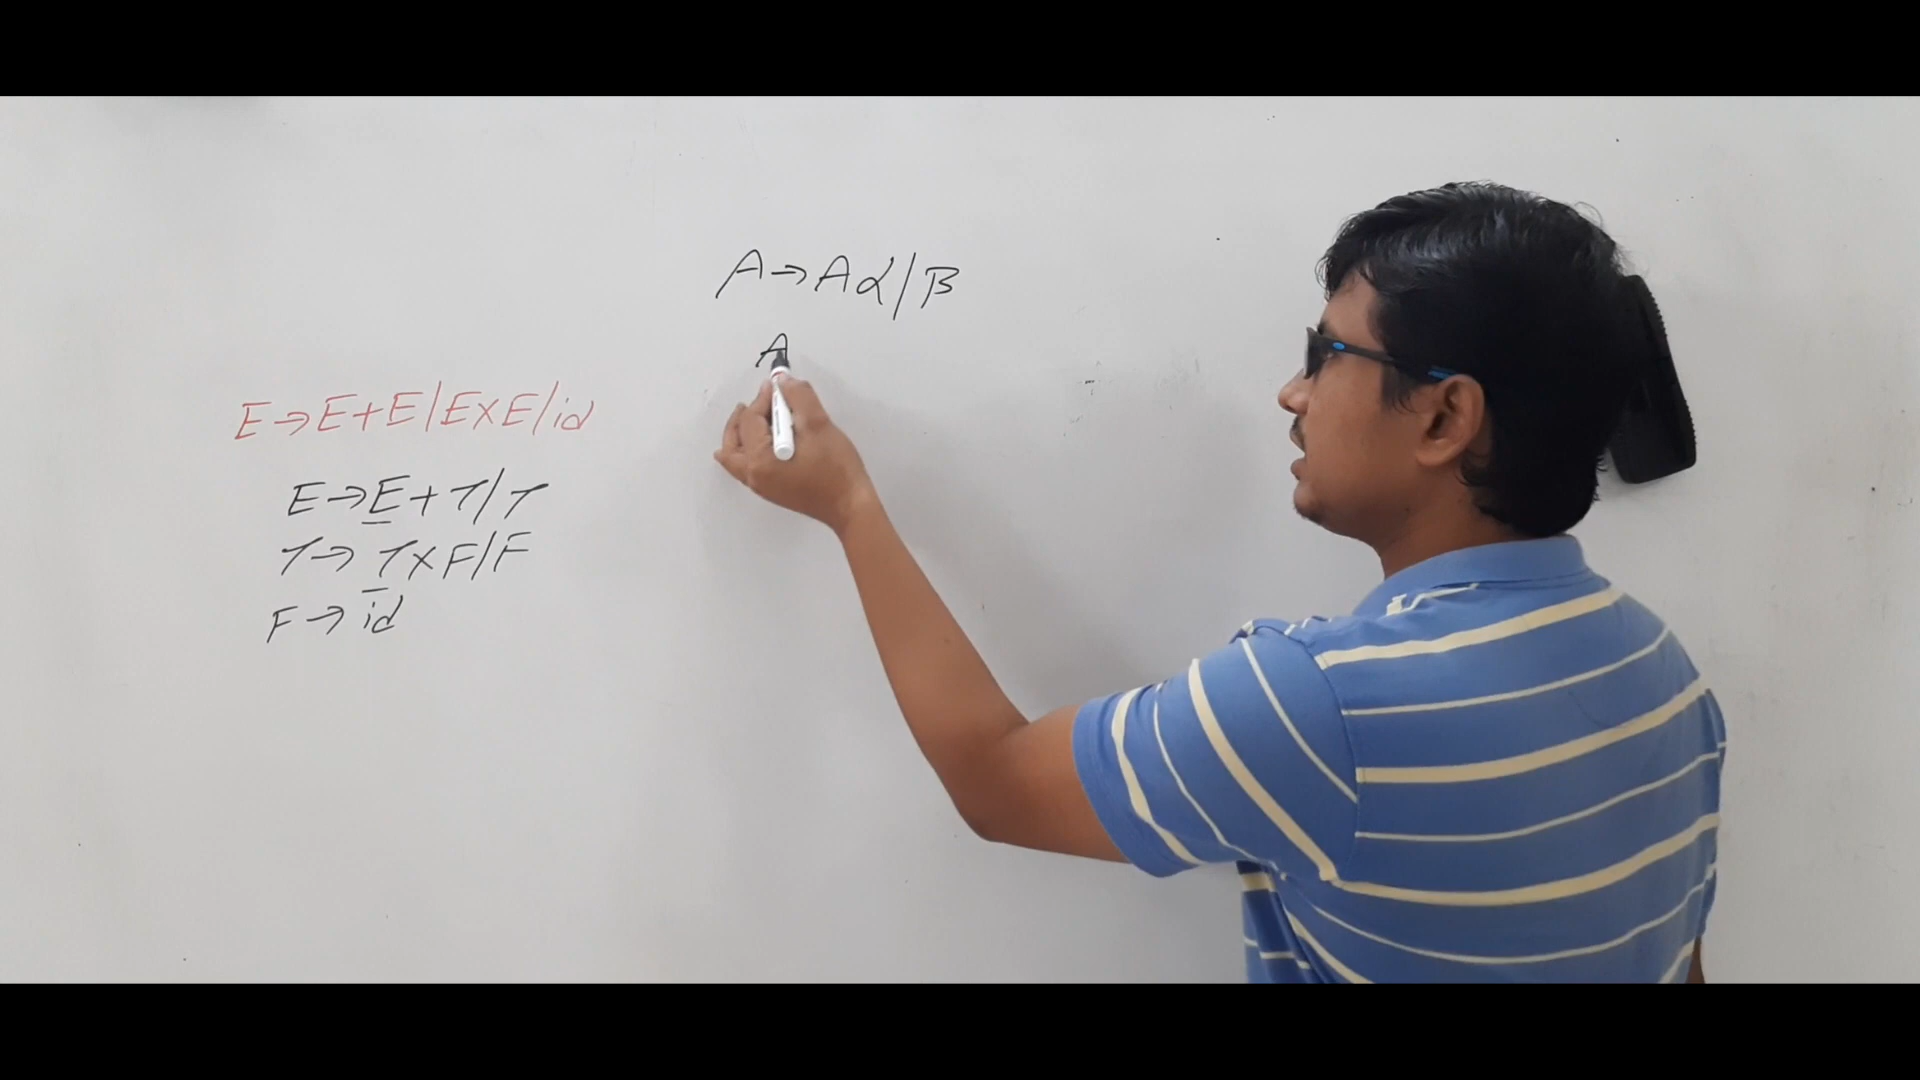 A→Aα/B
A
E→E+E/E×E/id
E→E+T/T
T→T×F/F
F→id